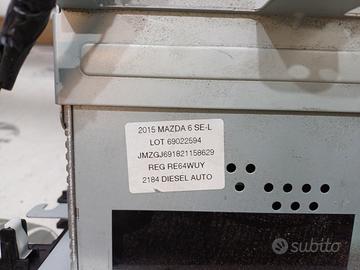 2015 MAZDA 6 SE-L
LOT 69022594
JMZGJ691821158629
REG RE64WUY
2184 DIESEL AUTO
subito